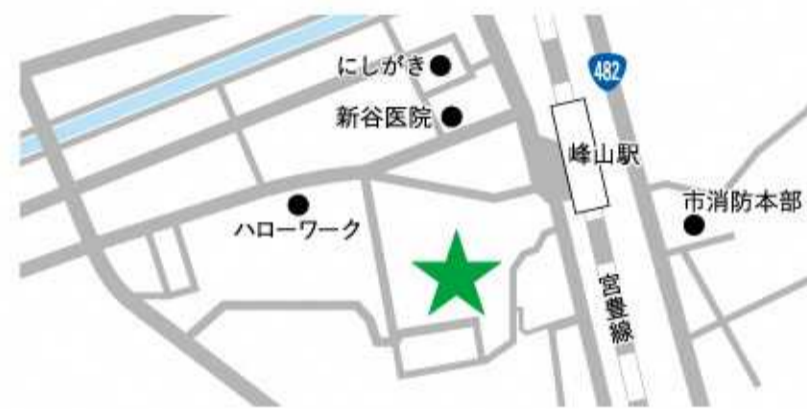 にしがき
482
新谷医院
峰山駅
市消防本部
ハローワーク
宮豊線